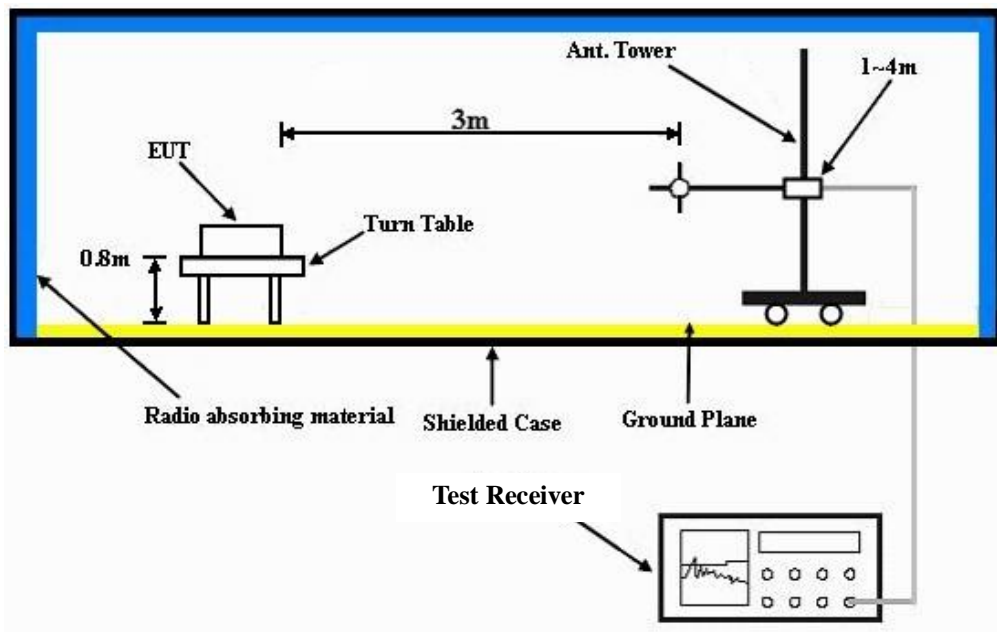 Ant. Tower
1~4m
3m
EUT
Turn Table
0.8m
Radio absorbing material
Shielded Case
Ground Plane
Test Receiver